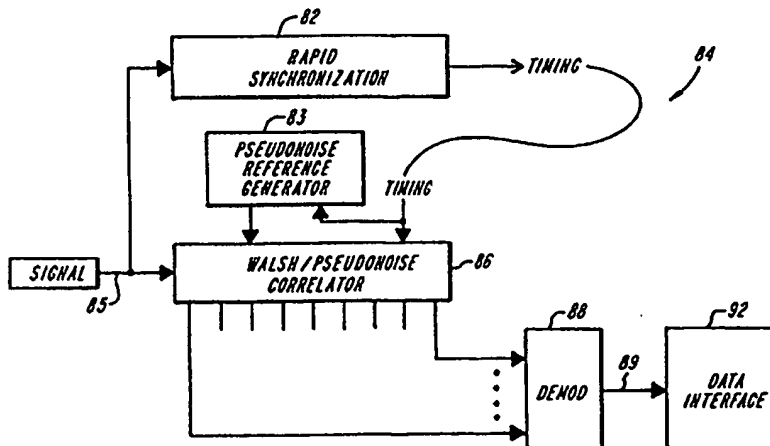 82
RAPID
SYNCHRONIZATION
TIMING
84
83
PSEUDONOISE
REFERENCE
GENERATOR
TIMING
SIGNAL
85
WALSH/PSEUDONOISE
CORRELATOR
86
88
DEMOD
89
92
DATA
INTERFACE